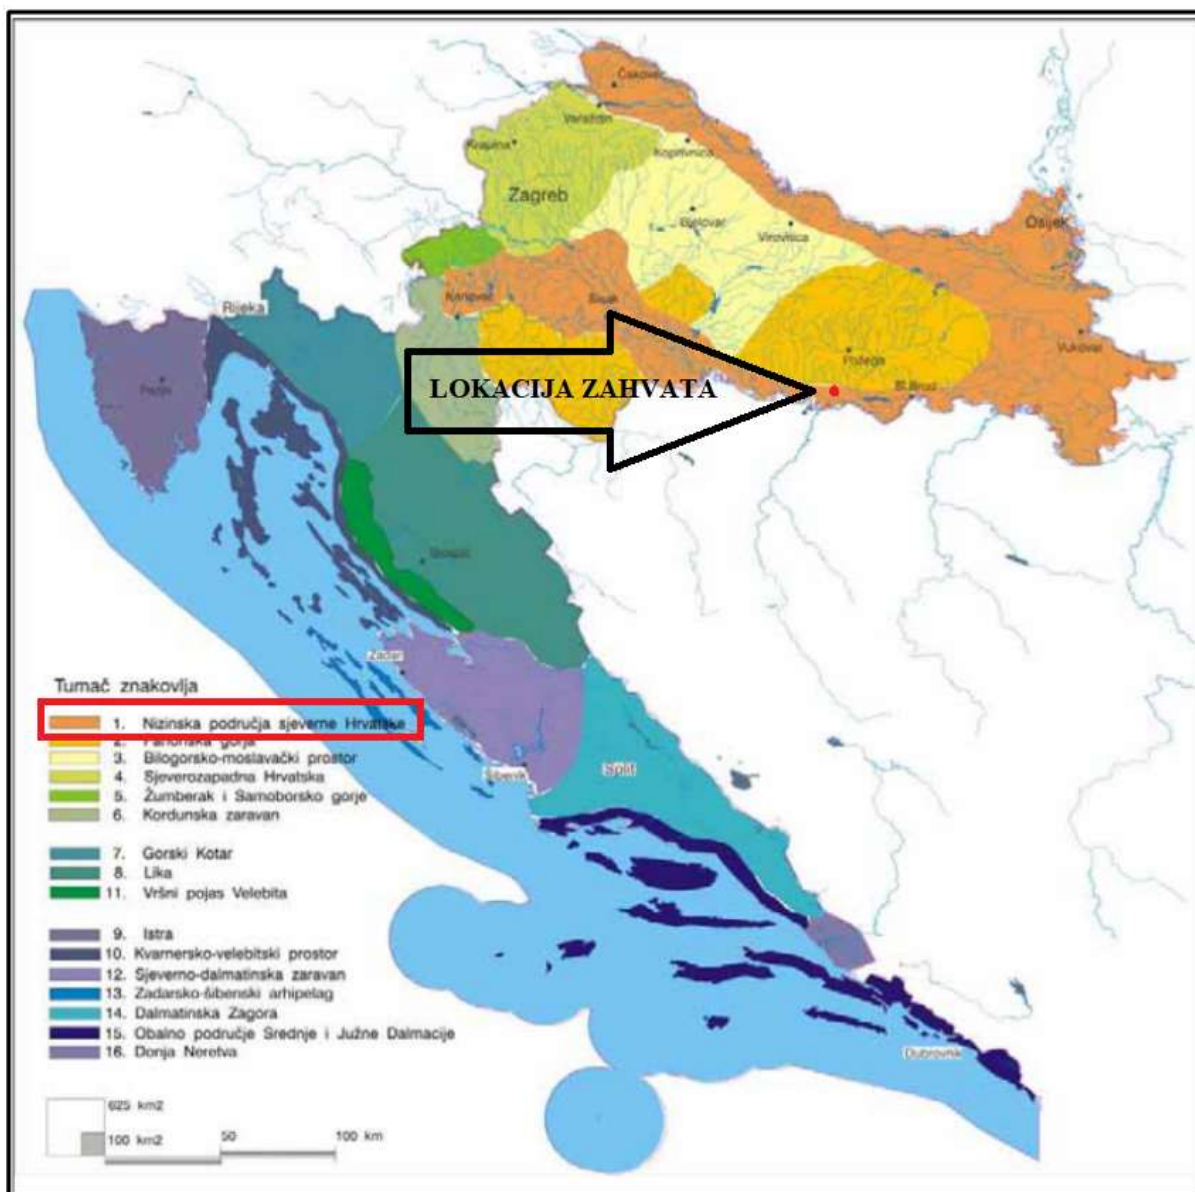 Čakovec
Varaždin
Krapina
Koprivnica
Zagreb
Bjelovar
Virovitica
Osijek
Karlovac
Sisak
Rijeka
Vukovar
Požega
Sl.Brod
Pazin
LOKACIJA ZAHVATA
Gospić
Zadar
Tumač znakovlja
1. Nizinska područja sjeverne Hrvatske
2. Panonska gorja
3. Bilogorsko-moslavački prostor
4. Sjeverozapadna Hrvatska
5. Žumberak i Samoborsko gorje
6. Kordunska zaravan
Šibenik
Split
7. Gorski Kotar
8. Lika
11. Vršni pojas Velebita
9. Istra
10. Kvarnersko-velebitski prostor
12. Sjeverno-dalmatinska zaravan
13. Zadarsko-šibenski arhipelag
14. Dalmatinska Zagora
15. Obalno područje Srednje i Južne Dalmacije
16. Donja Neretva
Dubrovnik
625 km2
100 km2
50
100 km